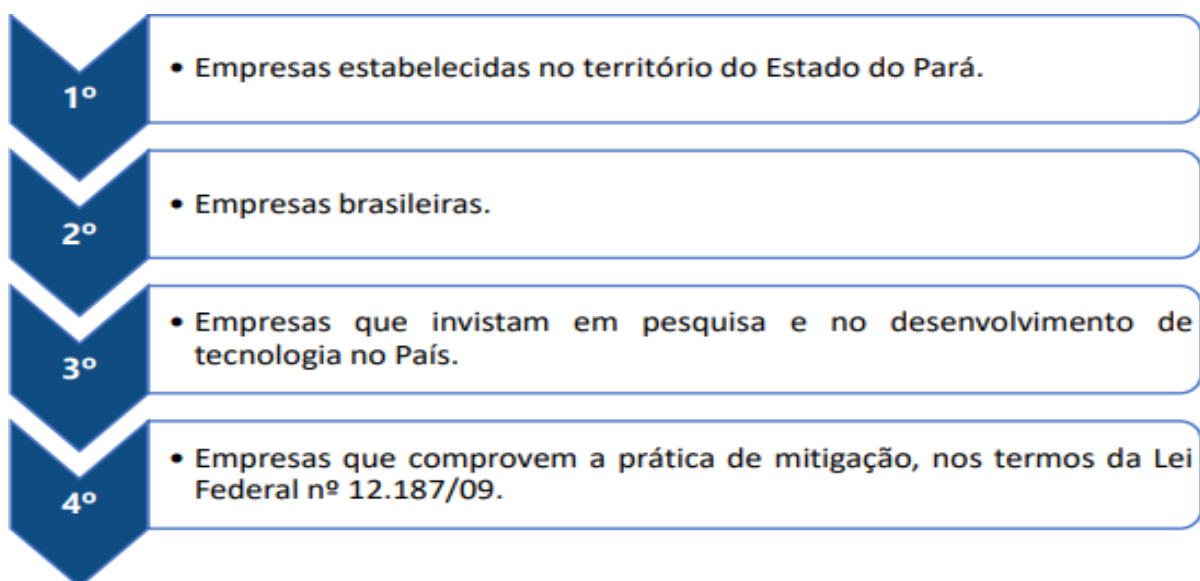 1º
• Empresas estabelecidas no território do Estado do Pará.
2º
• Empresas brasileiras.
3º
• Empresas que invistam em pesquisa e no desenvolvimento de
tecnologia no País.
4º
• Empresas que comprovem a prática de mitigação, nos termos da Lei
Federal nº 12.187/09.